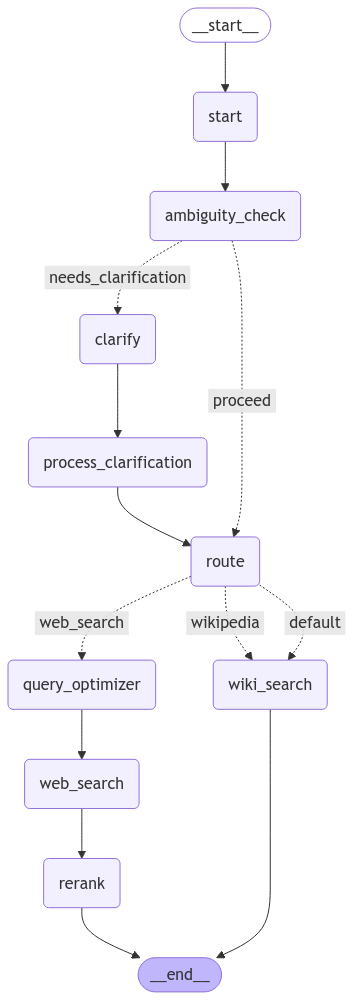 __start__
start
ambiguity_check
needs_clarification
clarify
proceed
process_clarification
route
web_search
wikipedia
default
query_optimizer
wiki_search
web_search
rerank
__end__